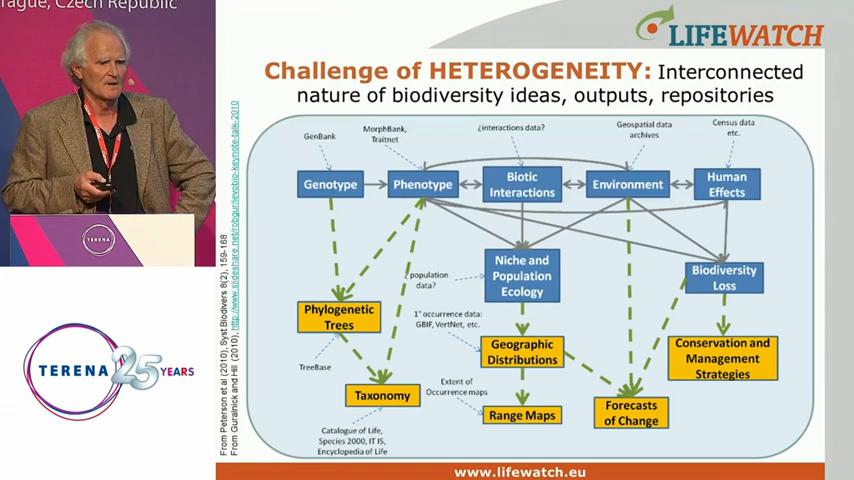 rague, Czech Republic
TERENA
TERENA 25 YEARS
LIFEWATCH
Challenge of HETEROGENEITY: Interconnected
nature of biodiversity ideas, outputs, repositories
GenBank
MorphBank,
Traitnet
¿interactions data?
Geospatial data
archives
Census data
etc.
Genotype
Phenotype
Biotic
Interactions
Environment
Human
Effects
¿population
data?
Niche and
Population
Ecology
Biodiversity
Loss
Phylogenetic
Trees
1° occurrence data:
GBIF, VertNet, etc.
Geographic
Distributions
Conservation and
Management
Strategies
TreeBase
Taxonomy
Extent of
Occurrence maps
Range Maps
Forecasts
of Change
Catalogue of Life,
Species 2000, IT IS,
Encyclopedia of Life
From Peterson et al (2010), Syst Biodivers 8(2), 159-168
From Guralnick and Hill (2010), http://www.slideshare.net/robgur/ievobio-keynote-talk-2010
www.lifewatch.eu